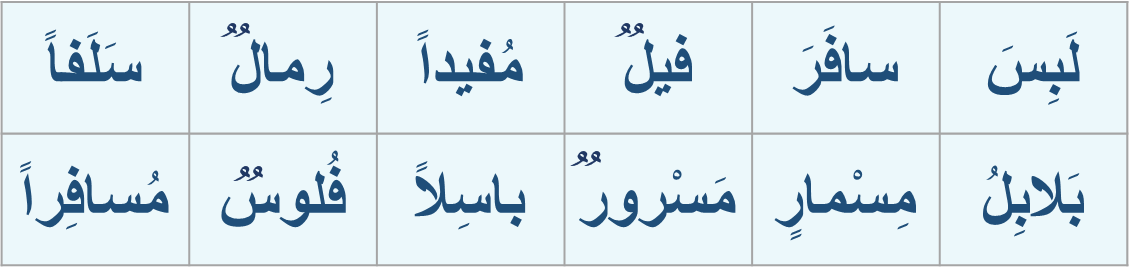 لَبِسَ سافَرَ فيلٌ مُفيداً رِمالٌ سَلَفاً
بَلابِلُ مِسْمارٍ مَسْرورٌ باسِلاً فُلوسٌ مُسافِراً